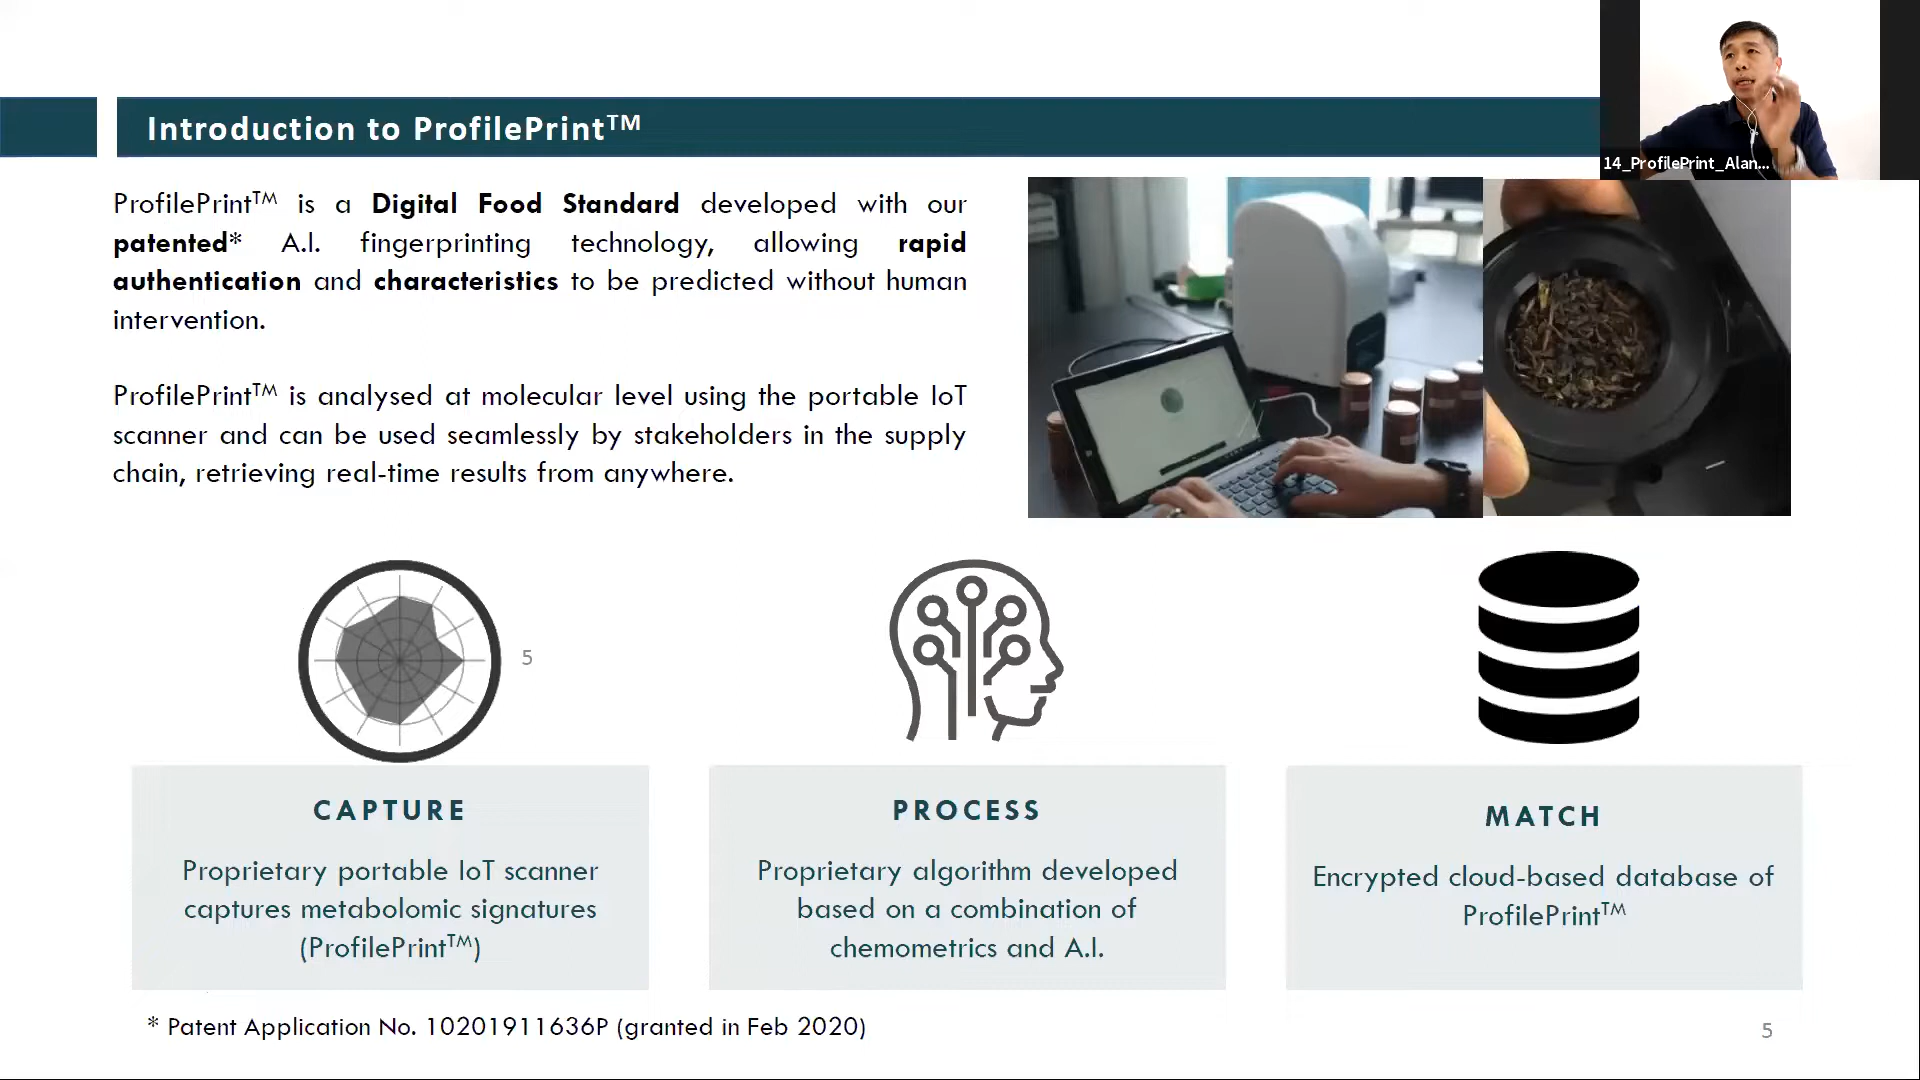 Introduction to ProfilePrint™
14_ProfilePrint_Alan...
ProfilePrint™ is a Digital Food Standard developed with our
patented* A.I. fingerprinting technology, allowing rapid
authentication and characteristics to be predicted without human
intervention.
ProfilePrint™ is analysed at molecular level using the portable IoT
scanner and can be used seamlessly by stakeholders in the supply
chain, retrieving real-time results from anywhere.
5
CAPTURE
Proprietary portable IoT scanner
captures metabolomic signatures
(ProfilePrint™)
PROCESS
Proprietary algorithm developed
based on a combination of
chemometrics and A.I.
MATCH
Encrypted cloud-based database of
ProfilePrint™
* Patent Application No. 10201911636P (granted in Feb 2020)
5